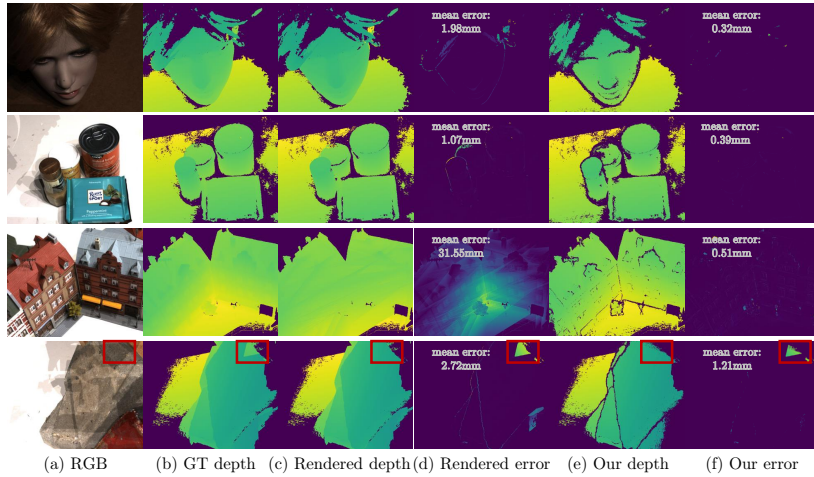 mean error:
1.98mm
mean error:
0.32mm
mean error:
1.07mm
mean error:
0.39mm
mean error:
31.55mm
mean error:
0.51mm
mean error:
2.72mm
mean error:
1.21mm
(a) RGB (b) GT depth (c) Rendered depth (d) Rendered error (e) Our depth (f) Our error